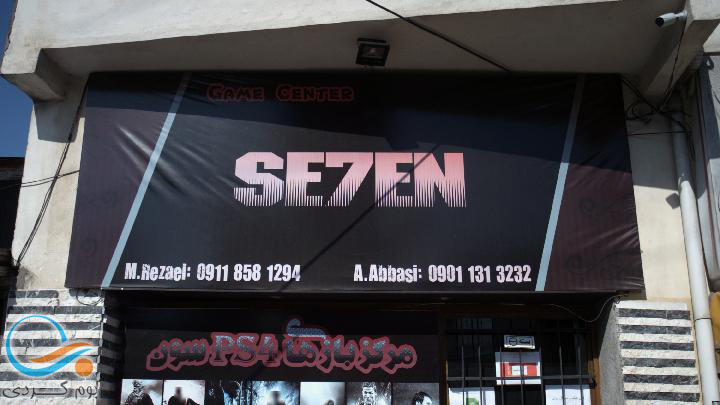 GAME CENTER
SE7EN
M.Rezaei: 0911 858 1294
A.Abbasi: 0901 131 3232
مرکز بازیهای PS4 سون
بوم گردی